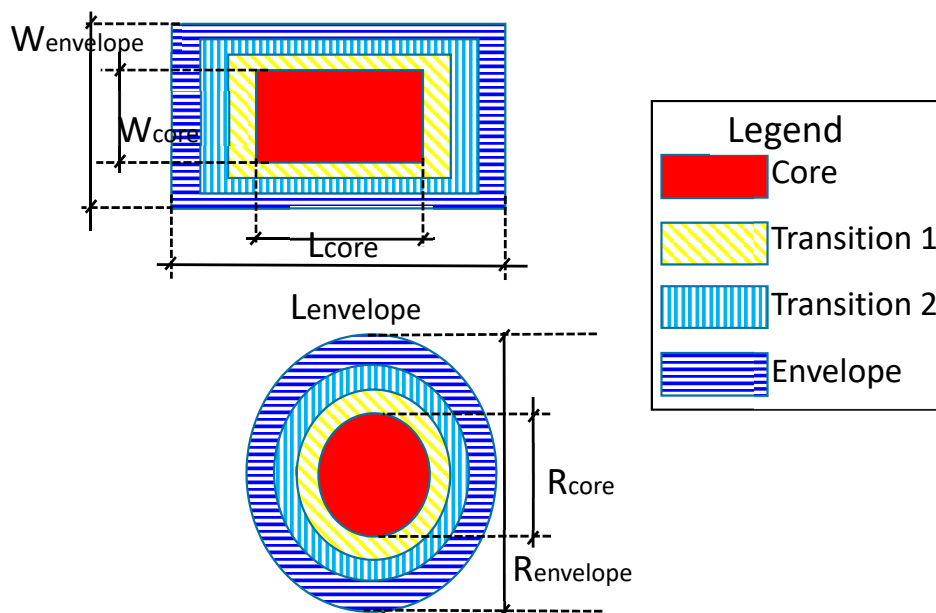 Wenvelope
Wcore
Lcore
Lenvelope
Rcore
Renvelope
Legend
Core
Transition 1
Transition 2
Envelope